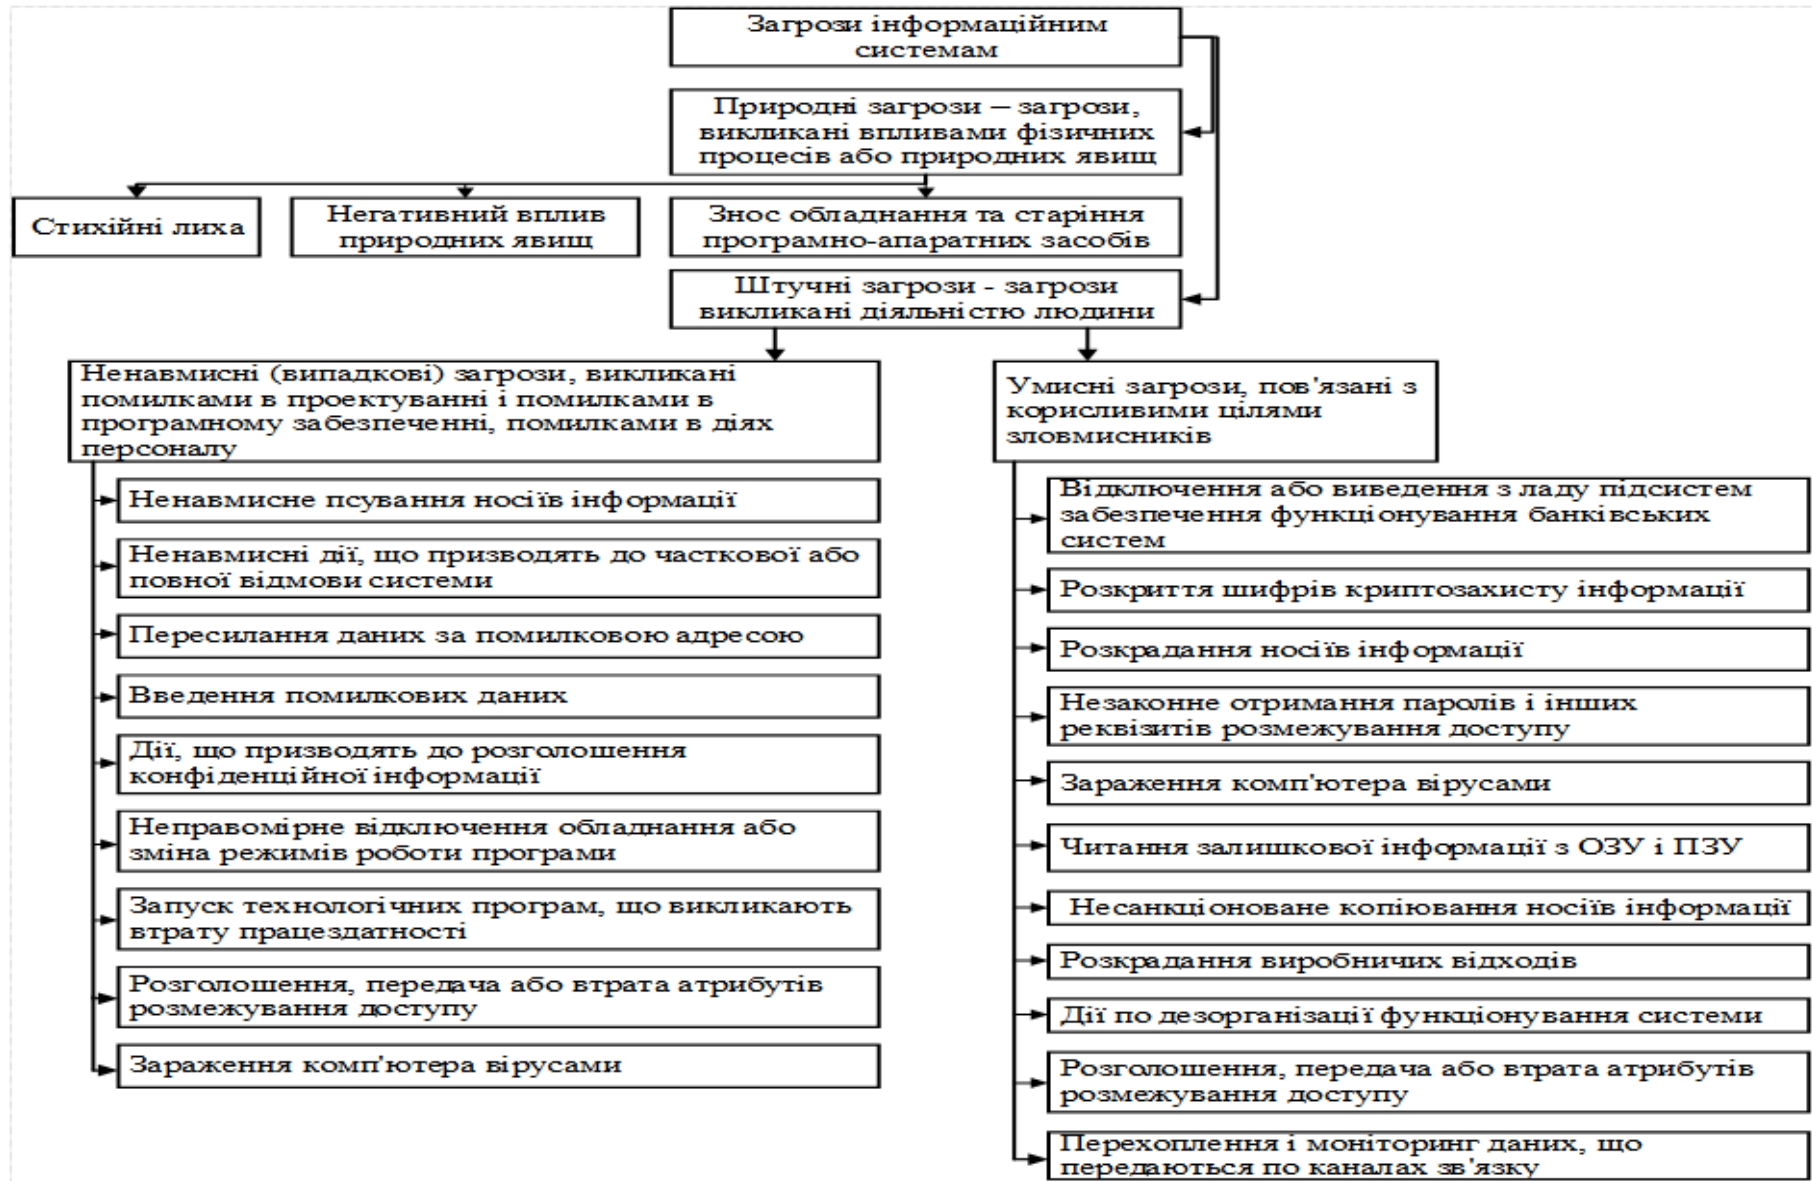 Загрози інформаційним
системам
Природні загрози – загрози,
викликані впливами фізичних
процесів або природних явищ
Стихійні лиха
Негативний вплив
природних явищ
Знос обладнання та старіння
програмно-апаратних засобів
Штучні загрози - загрози
викликані діяльністю людини
Ненавмисні (випадкові) загрози, викликані
помилками в проектуванні і помилками в
програмному забезпеченні, помилками в діях
персоналу
Ненавмисне псування носіїв інформації
Ненавмисні дії, що призводять до часткової або
повної відмови системи
Пересилання даних за помилковою адресою
Введення помилкових даних
Дії, що призводять до розголошення
конфіденційної інформації
Неправомірне відключення обладнання або
зміна режимів роботи програми
Запуск технологічних програм, що викликають
втрату працездатності
Розголошення, передача або втрата атрибутів
розмежування доступу
Зараження комп'ютера вірусами
Умисні загрози, пов'язані з
корисливими цілями
зловмисників
Відключення або виведення з ладу підсистем
забезпечення функціонування банківських
систем
Розкриття шифрів криптозахисту інформації
Розкрадання носіїв інформації
Незаконне отримання паролів і інших
реквізитів розмежування доступу
Зараження комп'ютера вірусами
Читання залишкової інформації з ОЗУ і ПЗУ
Несанкціоноване копіювання носіїв інформації
Розкрадання виробничих відходів
Дії по дезорганізації функціонування системи
Розголошення, передача або втрата атрибутів
розмежування доступу
Перехоплення і моніторинг даних, що
передаються по каналах зв'язку